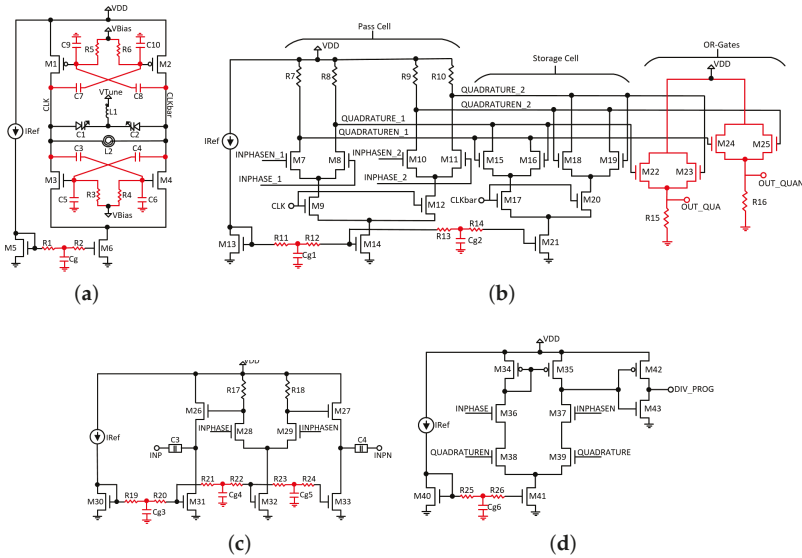 VDD
VBias
C9
C10
R5
R6
M1
M2
C7
C8
CLK
CLKbar
VTune
L1
C1
C2
L2
IRef
C3
C4
M3
M4
R3
R4
C5
C6
VBias
M5
R1
R2
M6
Cg
(a)
Pass Cell
VDD
R7
R8
R9
R10
Storage Cell
OR-Gates
VDD
QUADRATURE_2
QUADRATUREN_2
QUADRATURE_1
QUADRATUREN_1
IRef
INPHASEN_1
M7
M8
INPHASEN_2
M10
M11
M15
M16
M18
M19
M24
M25
INPHASE_1
INPHASE_2
M22
M23
CLK
M9
M12
CLKbar
M17
M20
OUT_QUAN
OUT_QUA
R15
R16
M13
R11
R12
M14
R13
R14
M21
Cg1
Cg2
(b)
VDD
R17
R18
M26
M27
IRef
INPHASE
M28
M29
INPHASEN
C3
C4
INP
INPN
R21
R22
R23
R24
M30
R19
R20
M31
Cg4
M32
Cg5
M33
Cg3
(c)
VDD
M34
M35
M42
DIV_PROG
M43
INPHASE
M36
M37
INPHASEN
IRef
QUADRATUREN
M38
M39
QUADRATURE
M40
R25
R26
M41
Cg6
(d)